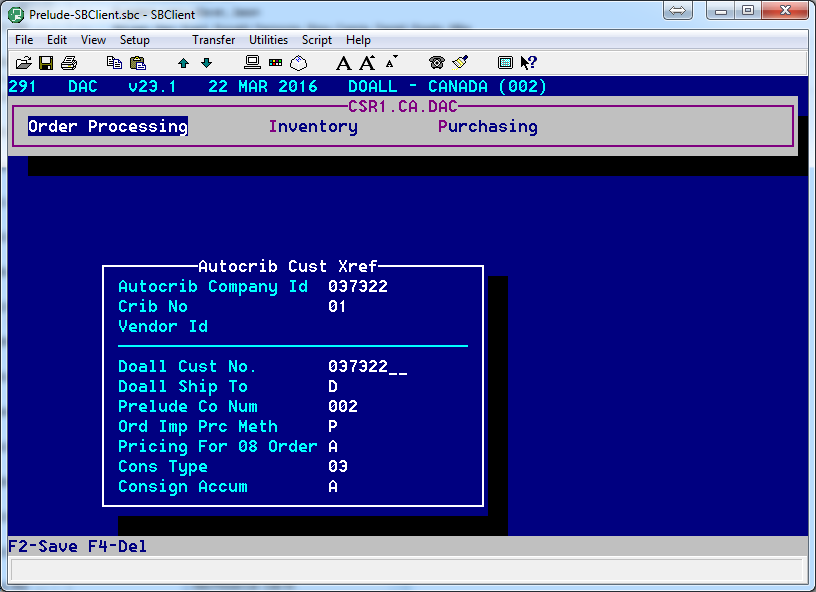 Prelude-SBClient.sbc - SBClient
File Edit View Setup Transfer Utilities Script Help
291 DAC v23.1 22 MAR 2016 DOALL - CANADA (002)
CSR1.CA.DAC
Order Processing Inventory Purchasing
Autocrib Cust Xref
Autocrib Company Id 037322
Crib No 01
Vendor Id
Doall Cust No. 037322__
Doall Ship To D
Prelude Co Num 002
Ord Imp Prc Meth P
Pricing For 08 Order A
Cons Type 03
Consign Accum A
F2-Save F4-Del